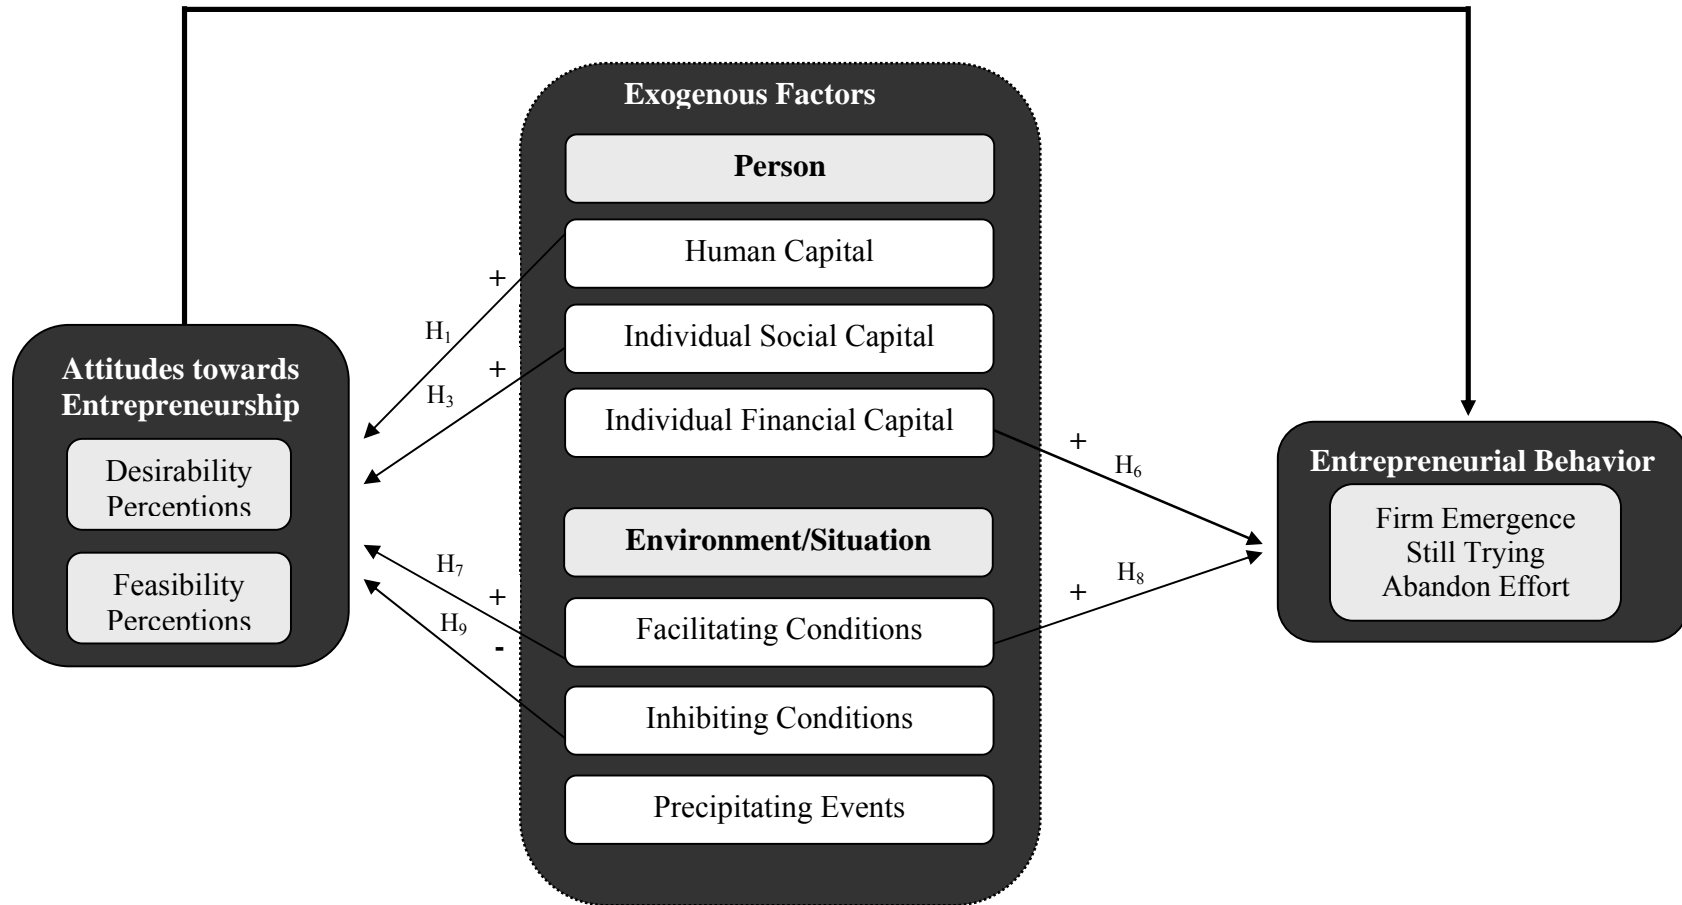 Exogenous Factors
Person
Human Capital
+
H₁
Individual Social Capital
+
H₃
Individual Financial Capital
+
H₆
Attitudes towards
Entrepreneurship
Desirability
Perceptions
Feasibility
Perceptions
Entrepreneurial Behavior
Firm Emergence
Still Trying
Abandon Effort
Environment/Situation
H₇
+
H₈
+
Facilitating Conditions
H₉
-
Inhibiting Conditions
Precipitating Events